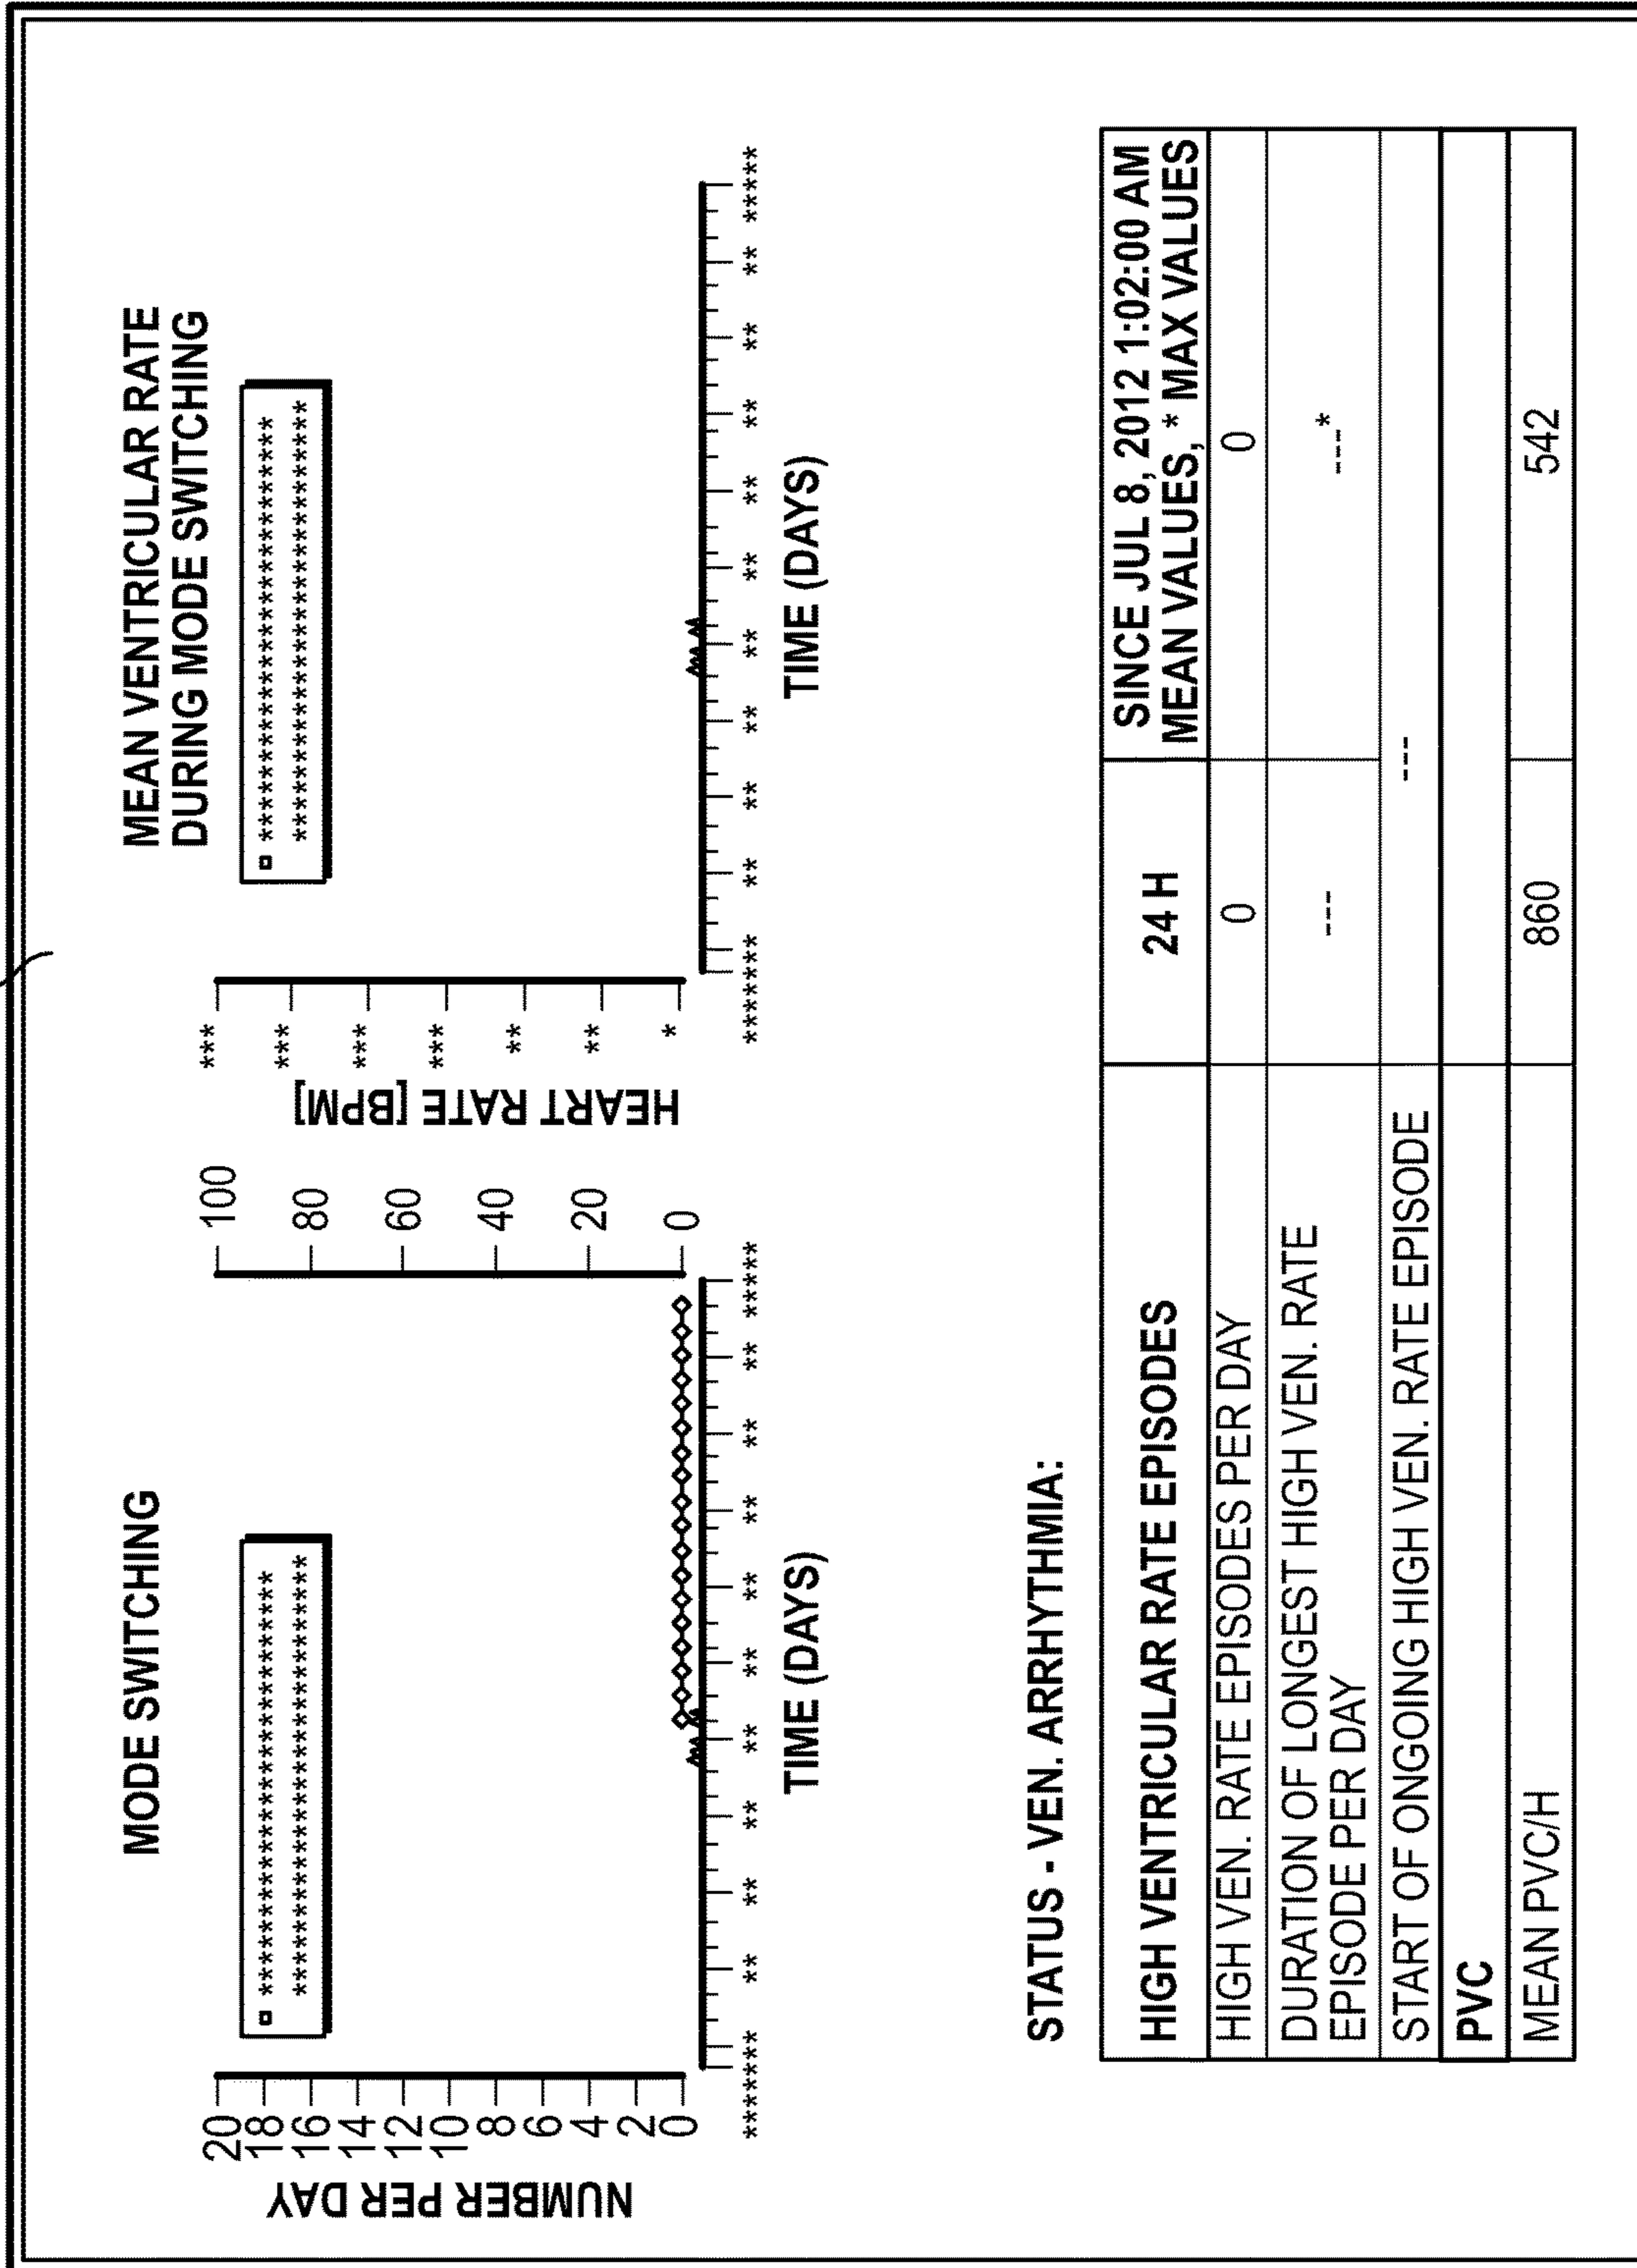 MODE SWITCHING
NUMBER PER DAY
20
18
16
14
12
10
8
6
4
2
0
100
80
60
40
20
0
******* ** ** ** ** ** ** ** ** ** *****
TIME (DAYS)
MEAN VENTRICULAR RATE
DURING MODE SWITCHING
HEART RATE [BPM]
***
***
***
***
**
**
*
******* ** ** ** ** ** ** ** ** ** *****
TIME (DAYS)
STATUS - VEN. ARRHYTHMIA:
HIGH VENTRICULAR RATE EPISODES
24 H
SINCE JUL 8, 2012 1:02:00 AM
MEAN VALUES, * MAX VALUES
HIGH VEN. RATE EPISODES PER DAY
0
0
DURATION OF LONGEST HIGH VEN. RATE
EPISODE PER DAY
---
---*
START OF ONGOING HIGH VEN. RATE EPISODE
---
PVC
MEAN PVC/H
860
542